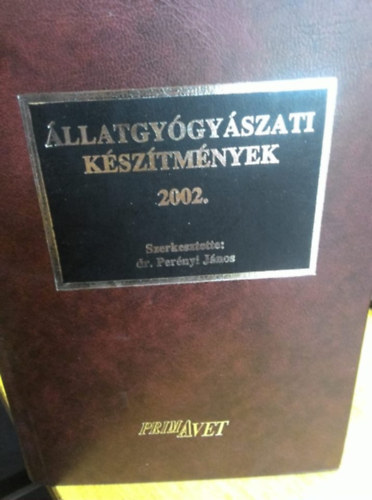 ÁLLATGYÓGYÁSZATI
KÉSZÍTMÉNYEK
2002.
Szerkesztette:
dr. Perényi János
PRIMAVET